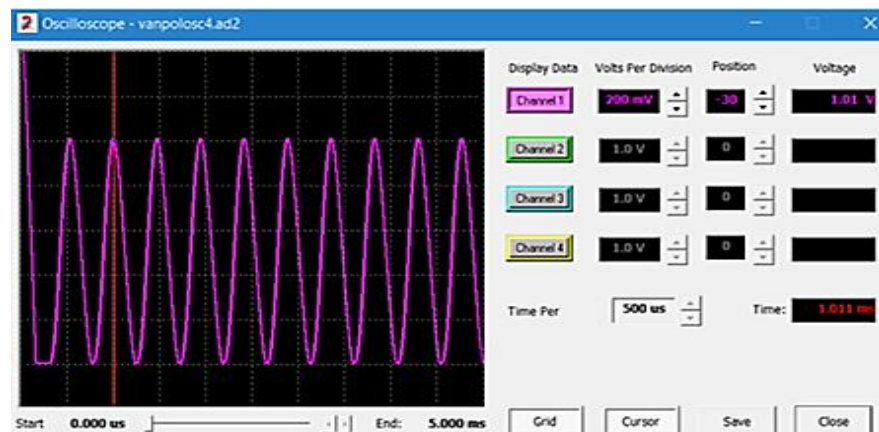 Oscilloscope - vanpolosc4.ad2
Display Data Volts Per Division Position Voltage
Channel 1 200 mV -30 1.01 V
Channel 2 1.0 V 0
Channel 3 1.0 V 0
Channel 4 1.0 V 0
Time Per 500 us Time: 1.011 ms
Start 0.000 us End: 5.000 ms Grid Cursor Save Close